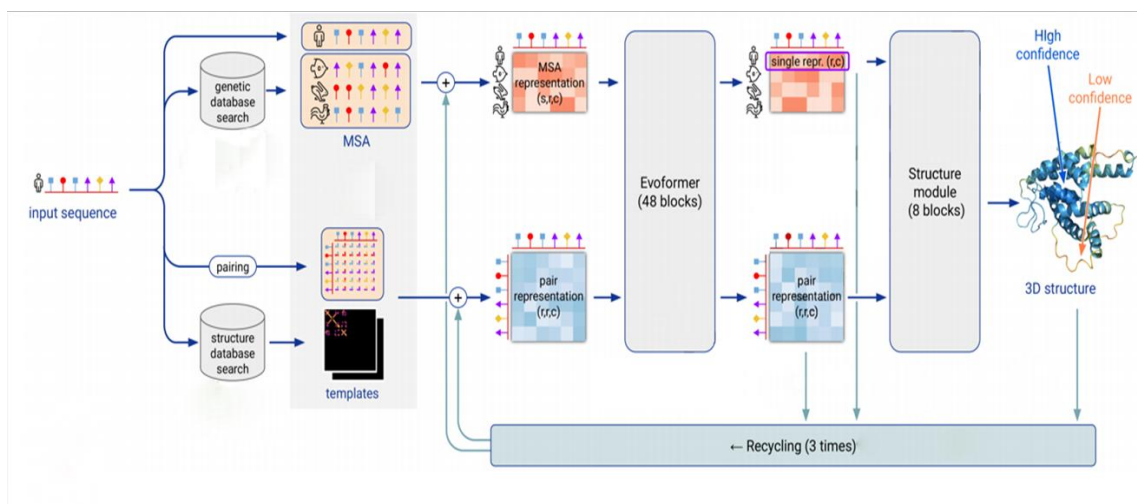 input sequence
genetic
database
search
MSA
pairing
structure
database
search
templates
+
+
MSA
representation
(s,r,c)
pair
representation
(r,r,c)
Evoformer
(48 blocks)
single repr. (r,c)
pair
representation
(r,r,c)
Structure
module
(8 blocks)
HIgh
confidence
Low
confidence
3D structure
← Recycling (3 times)